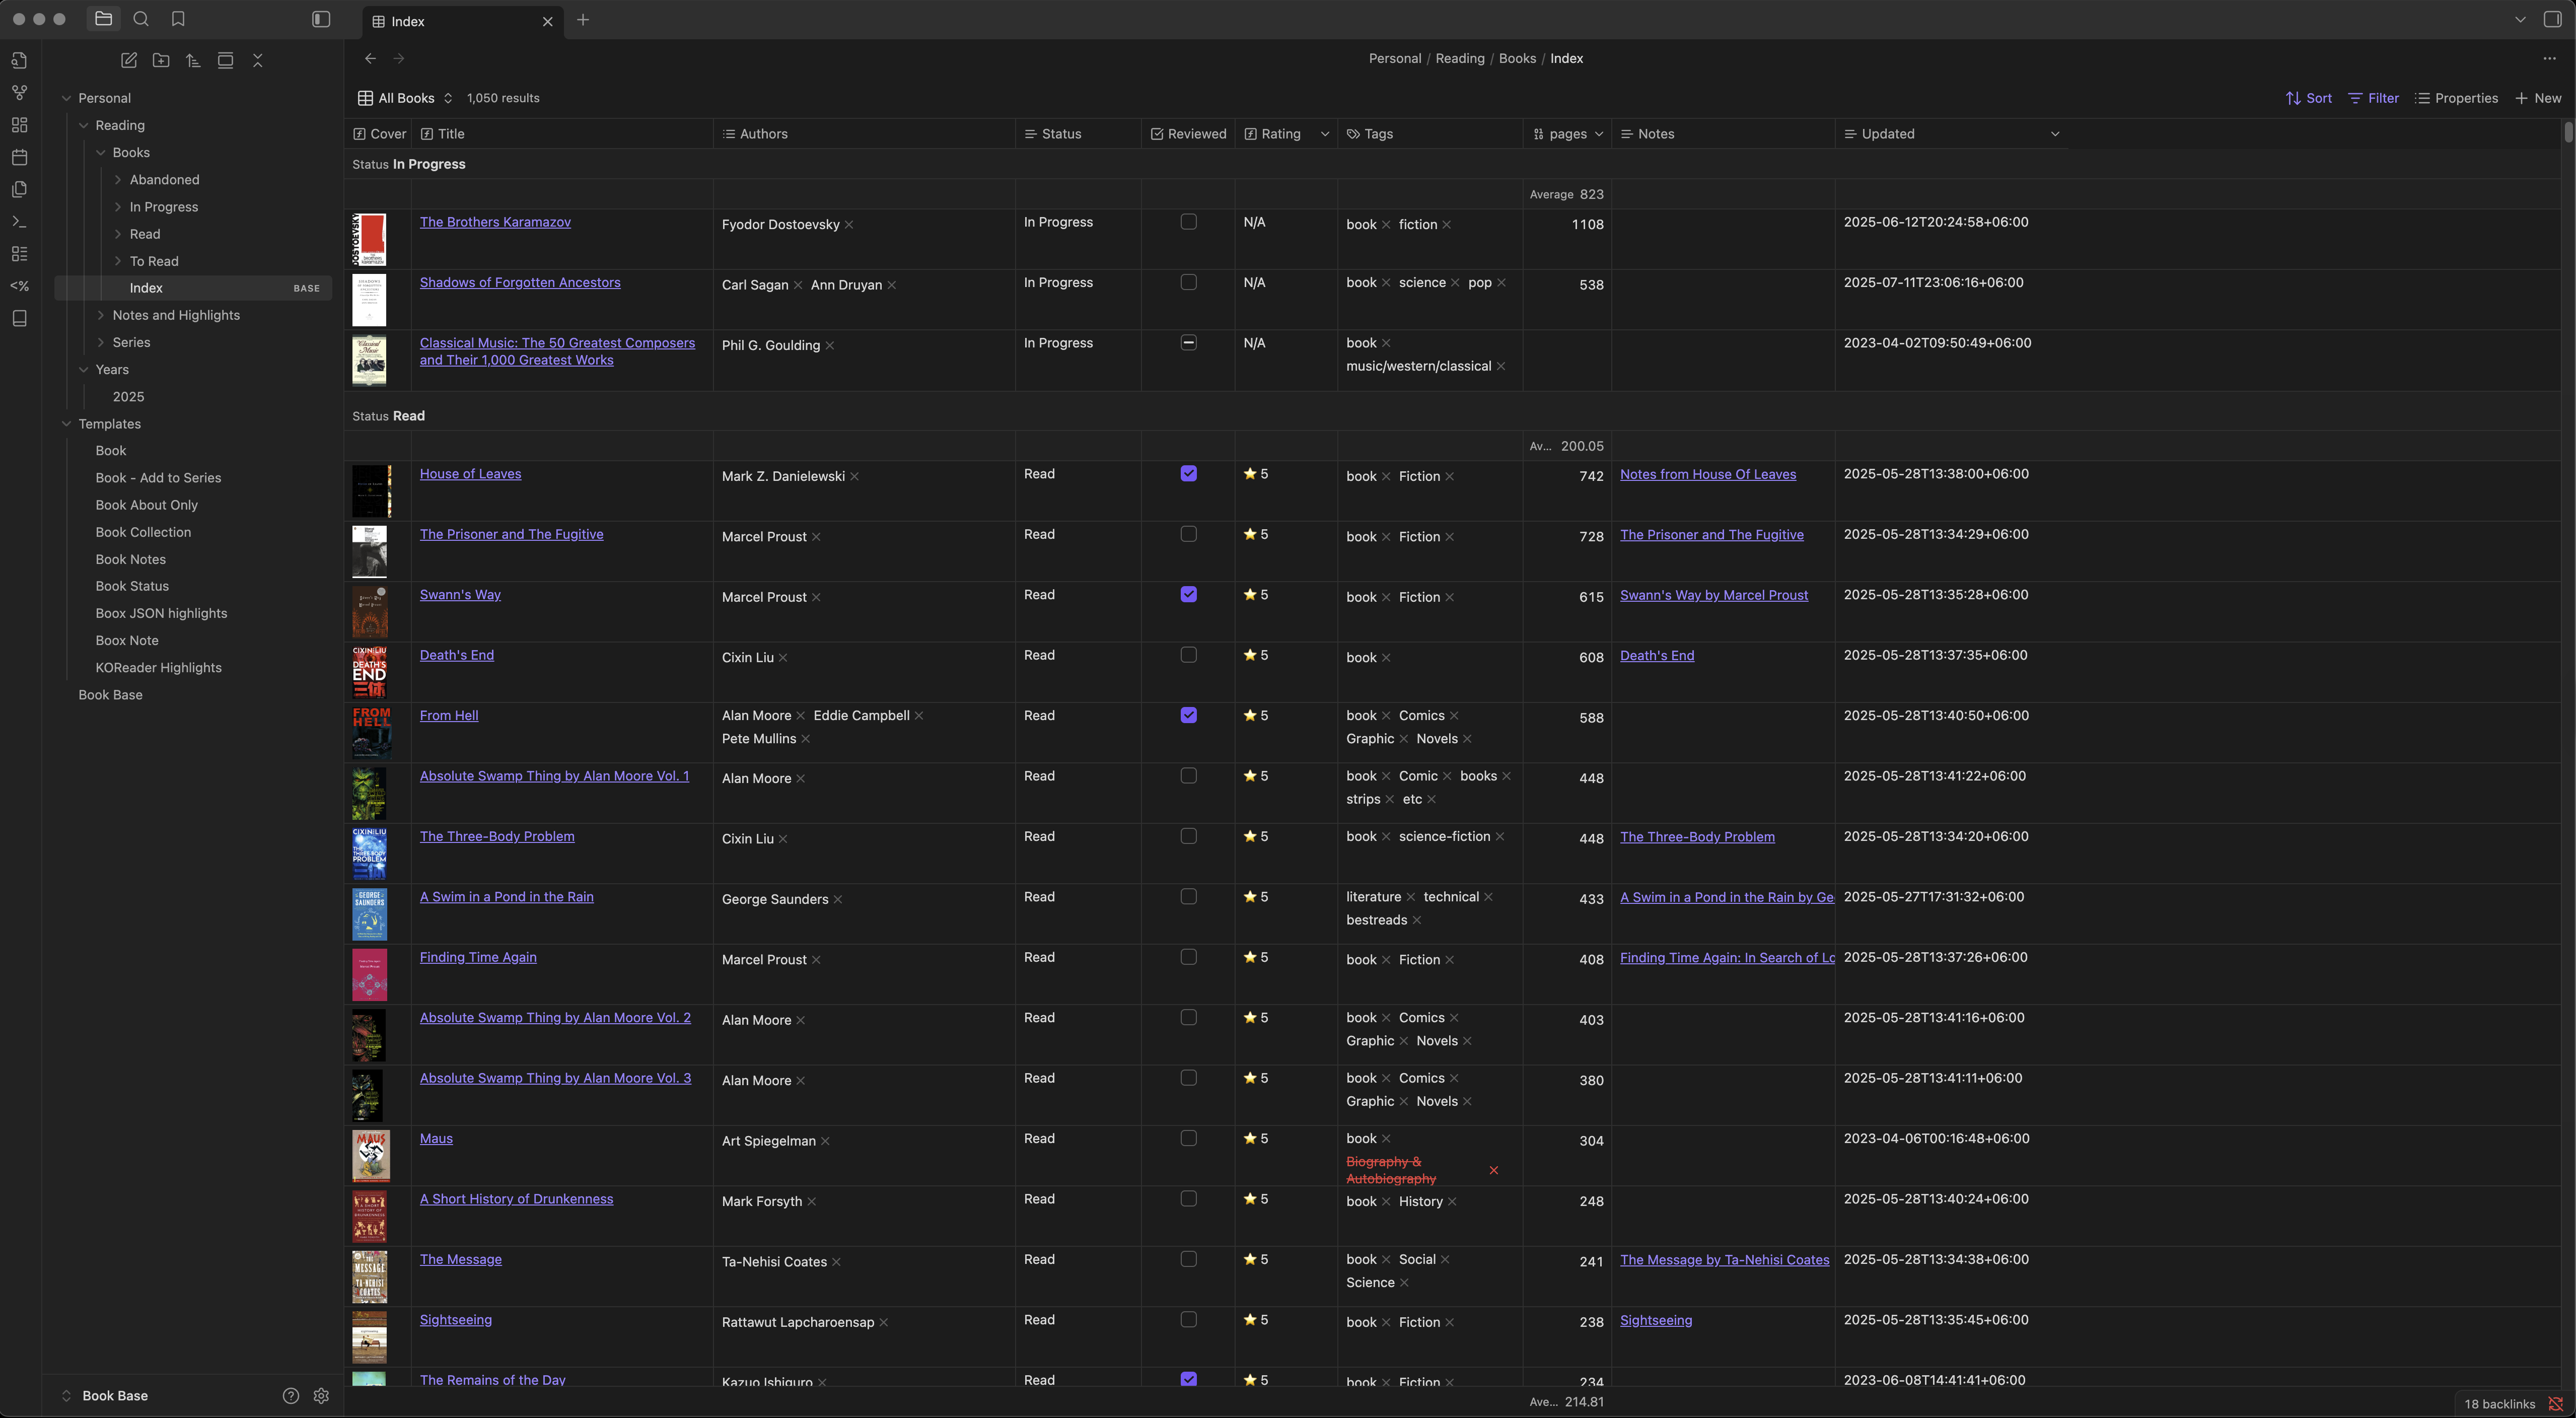 Index
Personal / Reading / Books / Index
All Books 1,050 results
Sort Filter Properties New
Personal
Reading
Books
Abandoned
In Progress
Read
To Read
Index BASE
Notes and Highlights
Series
Years
2025
Templates
Book
Book - Add to Series
Book About Only
Book Collection
Book Notes
Book Status
Boox JSON highlights
Boox Note
KOReader Highlights
Book Base
Book Base
Cover Title Authors Status Reviewed Rating Tags pages Notes Updated
Status In Progress
Average 823
The Brothers Karamazov Fyodor Dostoevsky In Progress N/A book fiction 1108 2025-06-12T20:24:58+06:00
Shadows of Forgotten Ancestors Carl Sagan Ann Druyan In Progress N/A book science pop 538 2025-07-11T23:06:16+06:00
Classical Music: The 50 Greatest Composers Phil G. Goulding In Progress N/A book 2023-04-02T09:50:49+06:00
and Their 1,000 Greatest Works music/western/classical
Status Read
Av... 200.05
House of Leaves Mark Z. Danielewski Read 5 book Fiction 742 Notes from House Of Leaves 2025-05-28T13:38:00+06:00
The Prisoner and The Fugitive Marcel Proust Read 5 book Fiction 728 The Prisoner and The Fugitive 2025-05-28T13:34:29+06:00
Swann's Way Marcel Proust Read 5 book Fiction 615 Swann's Way by Marcel Proust 2025-05-28T13:35:28+06:00
CIXIN LIU
DEATH'S
END
Death's End Cixin Liu Read 5 book 608 Death's End 2025-05-28T13:37:35+06:00
FROM
HELL
From Hell Alan Moore Eddie Campbell Read 5 book Comics 588 2025-05-28T13:40:50+06:00
Pete Mullins Graphic Novels
Absolute Swamp Thing by Alan Moore Vol. 1 Alan Moore Read 5 book Comic books 448 2025-05-28T13:41:22+06:00
strips etc
CIXIN LIU
THE
THREE-BODY
PROBLEM
The Three-Body Problem Cixin Liu Read 5 book science-fiction 448 The Three-Body Problem 2025-05-28T13:34:20+06:00
GEORGE
SAUNDERS
A Swim in a Pond in the Rain George Saunders Read 5 literature technical 433 A Swim in a Pond in the Rain by Ge 2025-05-27T17:31:32+06:00
bestreads
Finding Time Again Marcel Proust Read 5 book Fiction 408 Finding Time Again: In Search of Lo 2025-05-28T13:37:26+06:00
Absolute Swamp Thing by Alan Moore Vol. 2 Alan Moore Read 5 book Comics 403 2025-05-28T13:41:16+06:00
Graphic Novels
Absolute Swamp Thing by Alan Moore Vol. 3 Alan Moore Read 5 book Comics 380 2025-05-28T13:41:11+06:00
Graphic Novels
MAUS
Maus Art Spiegelman Read 5 book 304 2023-04-06T00:16:48+06:00
Biography &
Autobiography
A Short History of Drunkenness Mark Forsyth Read 5 book History 248 2025-05-28T13:40:24+06:00
THE
MESSAGE
TA-NEHISI
COATES
The Message Ta-Nehisi Coates Read 5 book Social 241 The Message by Ta-Nehisi Coates 2025-05-28T13:34:38+06:00
Science
Sightseeing Rattawut Lapcharoensap Read 5 book Fiction 238 Sightseeing 2025-05-28T13:35:45+06:00
The Remains of the Day Kazuo Ishiguro Read 5 book Fiction 234 2023-06-08T14:41:41+06:00
Ave... 214.81
18 backlinks